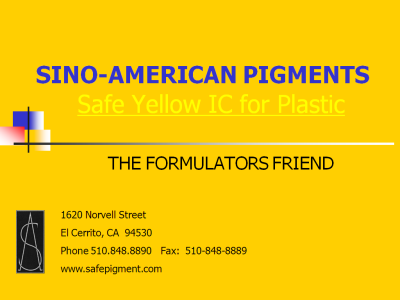 SINO-AMERICAN PIGMENTS
Safe Yellow IC for Plastic
THE FORMULATORS FRIEND
1620 Norvell Street
El Cerrito, CA  94530
Phone 510.848.8890   Fax:  510-848-8889
www.safepigment.com